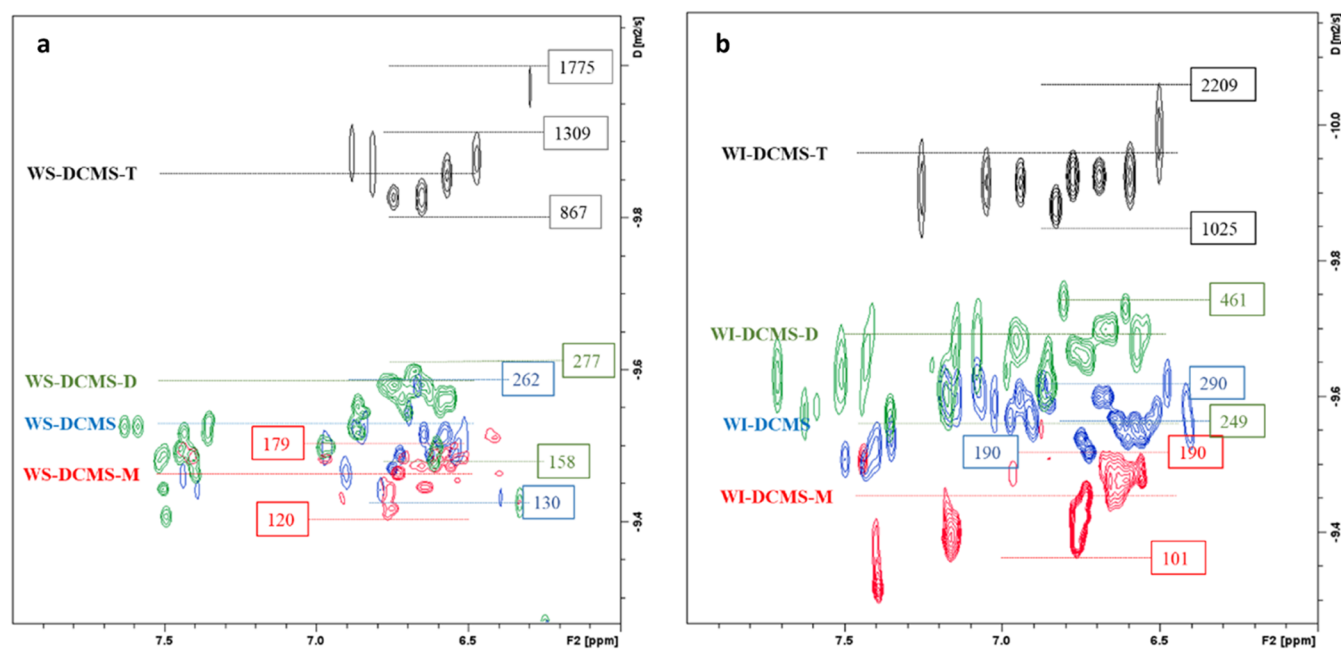 a
1775
1309
WS-DCMS-T
867
-9.8
D [m2/s]
-9.6
277
WS-DCMS-D
262
WS-DCMS
179
158
WS-DCMS-M
130
120
-9.4
7.5
7.0
6.5
F2 [ppm]
b
2209
D [m2/s]
-10.0
WI-DCMS-T
1025
-9.8
461
WI-DCMS-D
290
-9.6
WI-DCMS
249
190
190
WI-DCMS-M
101
-9.4
7.5
7.0
6.5
F2 [ppm]